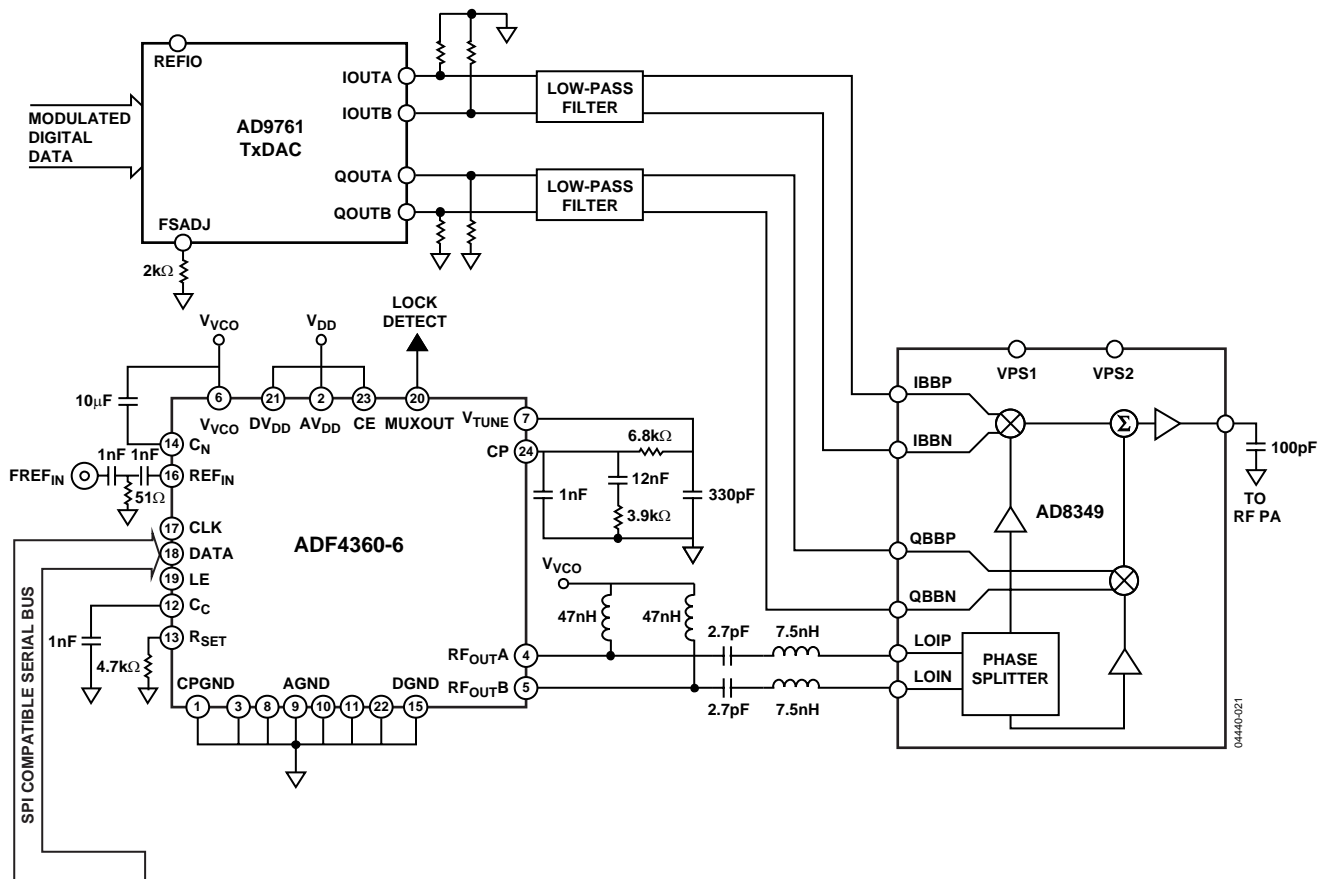 REFIO
MODULATED
DIGITAL
DATA
AD9761
TxDAC
IOUTA
IOUTB
QOUTA
QOUTB
FSADJ
2kΩ
LOW-PASS
FILTER
LOW-PASS
FILTER
VVCO
VDD
LOCK
DETECT
10µF
6
21
2
23
20
VVCO
DVDD
AVDD
CE
MUXOUT
VTUNE
7
CP
24
14
CN
1nF
1nF
FREFIN
16
REFIN
51Ω
17
CLK
18
DATA
19
LE
12
CC
1nF
13
RSET
4.7kΩ
ADF4360-6
6.8kΩ
1nF
12nF
3.9kΩ
330pF
VVCO
47nH
47nH
RFOUTA
4
RFOUTB
5
2.7pF
7.5nH
2.7pF
7.5nH
CPGND
AGND
DGND
1
3
8
9
10
11
22
15
SPI COMPATIBLE SERIAL BUS
VPS1
VPS2
IBBP
IBBN
Σ
100pF
TO
RF PA
AD8349
QBBP
QBBN
LOIP
LOIN
PHASE
SPLITTER
04440-021